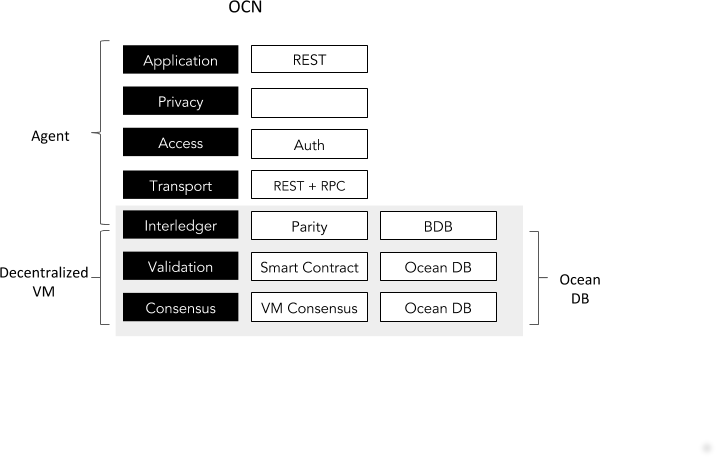 OCN
Application REST
Privacy
Agent
Access Auth
Transport REST + RPC
Interledger Parity BDB
Decentralized
VM
Validation Smart Contract Ocean DB
Ocean
DB
Consensus VM Consensus Ocean DB